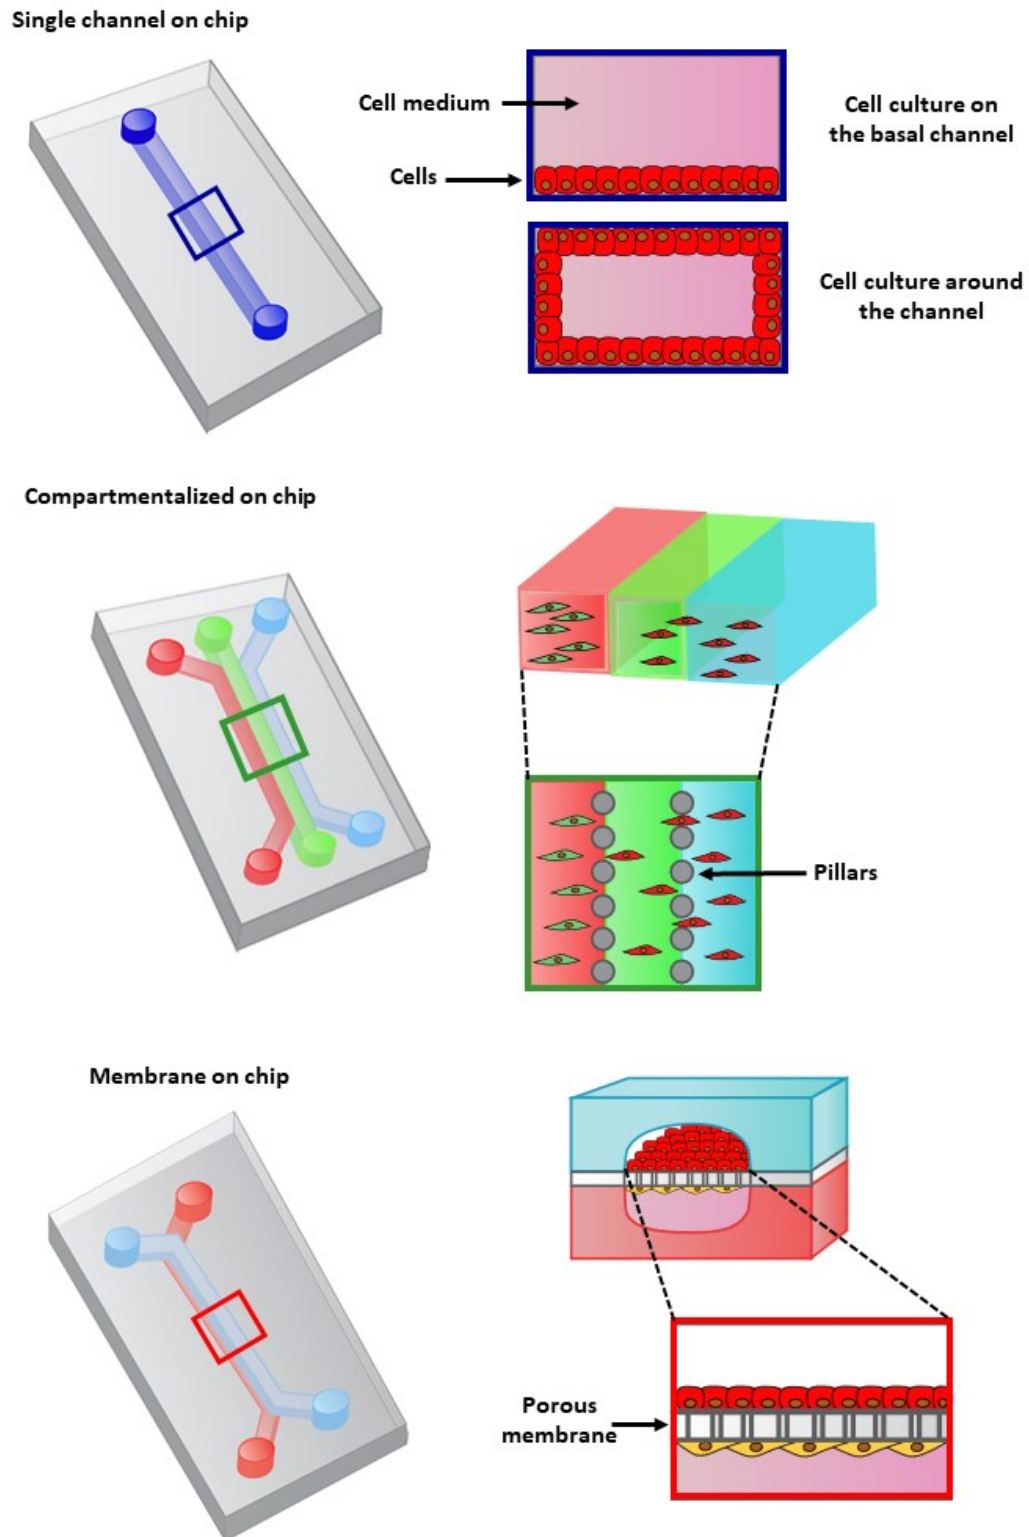 Single channel on chip
Cell medium
Cell culture on
the basal channel
Cells
Cell culture around
the channel
Compartmentalized on chip
Pillars
Membrane on chip
Porous
membrane